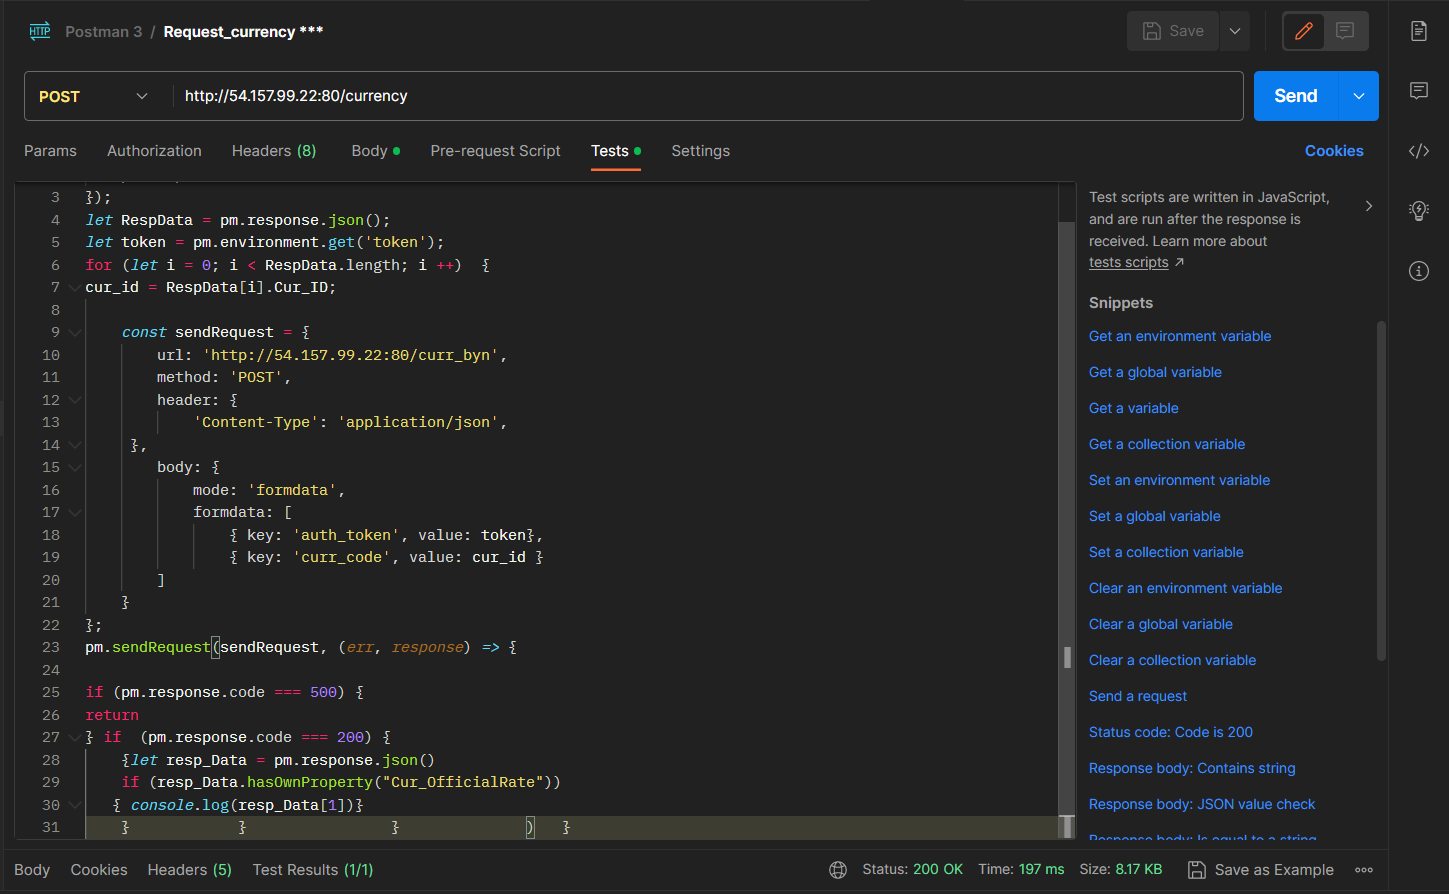 HTTP Postman 3 / Request_currency *** Save
POST http://54.157.99.22:80/currency Send
Params Authorization Headers (8) Body Pre-request Script Tests Settings Cookies
3 });
4 let RespData = pm.response.json();
5 let token = pm.environment.get('token');
6 for (let i = 0; i < RespData.length; i ++)  {
7 cur_id = RespData[i].Cur_ID;
8
9 const sendRequest = {
10 url: 'http://54.157.99.22:80/curr_byn',
11 method: 'POST',
12 header: {
13 'Content-Type': 'application/json',
14 },
15 body: {
16 mode: 'formdata',
17 formdata: [
18 { key: 'auth_token', value: token},
19 { key: 'curr_code', value: cur_id }
20 ]
21 }
22 };
23 pm.sendRequest(sendRequest, (err, response) => {
24
25 if (pm.response.code === 500) {
26 return
27 } if  (pm.response.code === 200) {
28 {let resp_Data = pm.response.json()
29 if (resp_Data.hasOwnProperty("Cur_OfficialRate"))
30 { console.log(resp_Data[1])}
31 } } } ) }
Test scripts are written in JavaScript,
and are run after the response is
received. Learn more about
tests scripts ↗
Snippets
Get an environment variable
Get a global variable
Get a variable
Get a collection variable
Set an environment variable
Set a global variable
Set a collection variable
Clear an environment variable
Clear a global variable
Clear a collection variable
Send a request
Status code: Code is 200
Response body: Contains string
Response body: JSON value check
Response body: Is equal to a string
Body Cookies Headers (5) Test Results (1/1) Status: 200 OK Time: 197 ms Size: 8.17 KB Save as Example